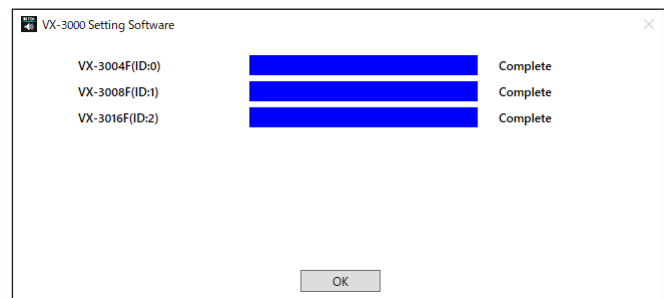 VX-3000 Setting Software
VX-3004F(ID:0) Complete
VX-3008F(ID:1) Complete
VX-3016F(ID:2) Complete
OK